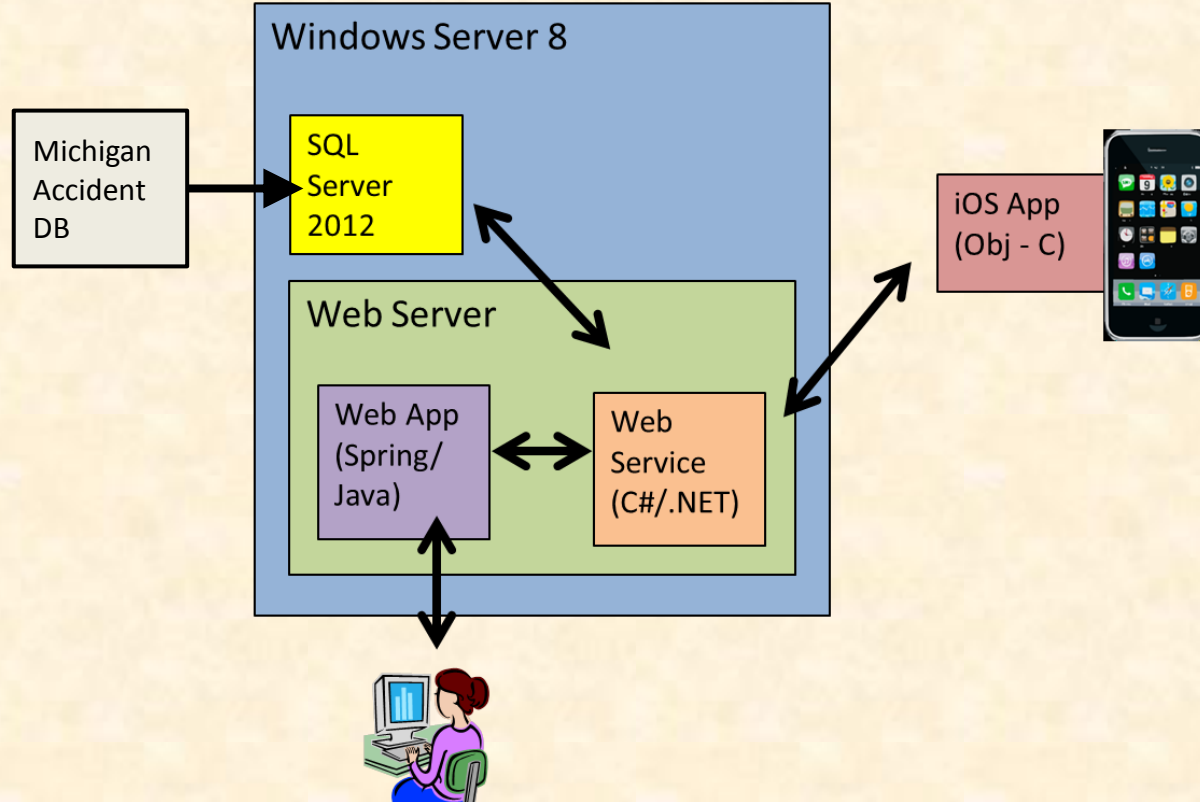 Windows Server 8
Michigan
Accident
DB
SQL
Server
2012
iOS App
(Obj - C)
9
Web Server
Web App
(Spring/
Java)
Web
Service
(C#/.NET)